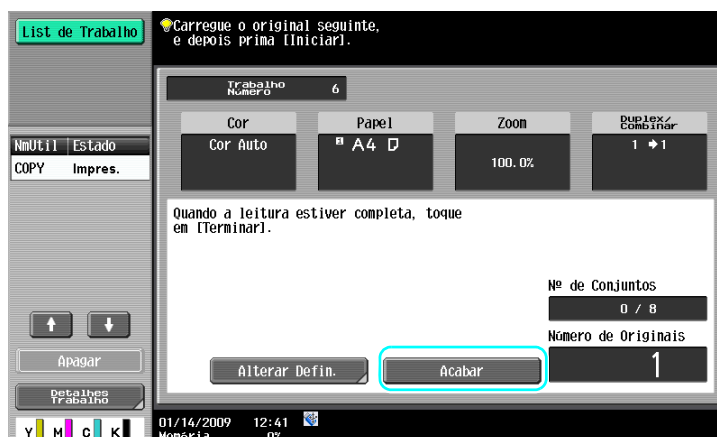 List de Trabalho
Carregue o original seguinte,
e depois prima [Iniciar].
Trabalho
Número
6
Cor
Papel
Zoom
Duplex/
Combinar
Cor Auto
A4
100.0%
1 → 1
NmUtil Estado
COPY Impres.
Quando a leitura estiver completa, toque
em [Terminar].
Nº de Conjuntos
0 / 8
Número de Originais
1
Apagar
Alterar Defin.
Acabar
Detalhes
Trabalho
01/14/2009 12:41
Memória 0%
Y M C K